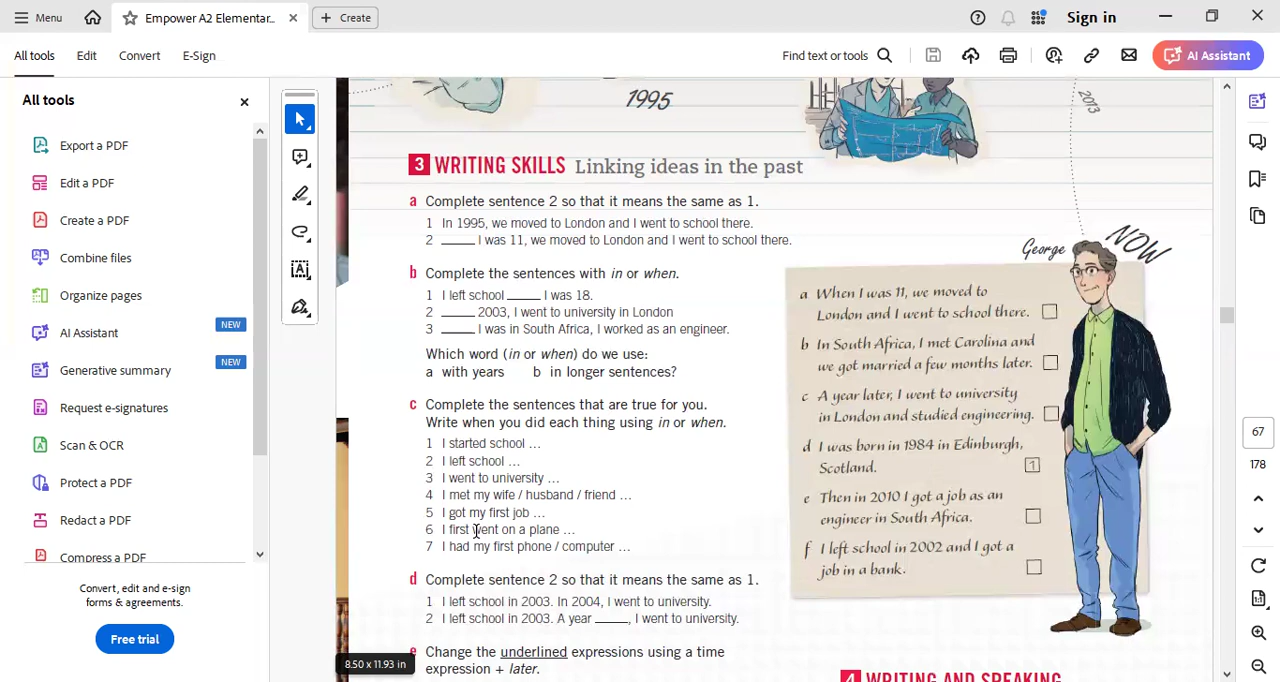 Menu
Empower A2 Elementar...
Create
Sign in
All tools
Edit
Convert
E-Sign
Find text or tools
AI Assistant
All tools
Export a PDF
Edit a PDF
Create a PDF
Combine files
Organize pages
AI Assistant
NEW
Generative summary
NEW
Request e-signatures
Scan & OCR
Protect a PDF
Redact a PDF
Compress a PDF
Convert, edit and e-sign
forms & agreements.
Free trial
1995
2013
3 WRITING SKILLS Linking ideas in the past
a Complete sentence 2 so that it means the same as 1.
1 In 1995, we moved to London and I went to school there.
2 _____ I was 11, we moved to London and I went to school there.
b Complete the sentences with in or when.
1 I left school _____ I was 18.
2 _____ 2003, I went to university in London
3 _____ I was in South Africa, I worked as an engineer.
Which word (in or when) do we use:
a with years b in longer sentences?
c Complete the sentences that are true for you.
Write when you did each thing using in or when.
1 I started school ...
2 I left school ...
3 I went to university ...
4 I met my wife / husband / friend ...
5 I got my first job ...
6 I first went on a plane ...
7 I had my first phone / computer ...
d Complete sentence 2 so that it means the same as 1.
1 I left school in 2003. In 2004, I went to university.
2 I left school in 2003. A year _____, I went to university.
e Change the underlined expressions using a time
expression + later.
8.50 x 11.93 in
George
NOW
a When I was 11, we moved to
London and I went to school there.
b In South Africa, I met Carolina and
we got married a few months later.
c A year later, I went to university
in London and studied engineering.
d I was born in 1984 in Edinburgh,
Scotland.
1
e Then in 2010 I got a job as an
engineer in South Africa.
f I left school in 2002 and I got a
job in a bank.
4 WRITING AND SPEAKING
67
178